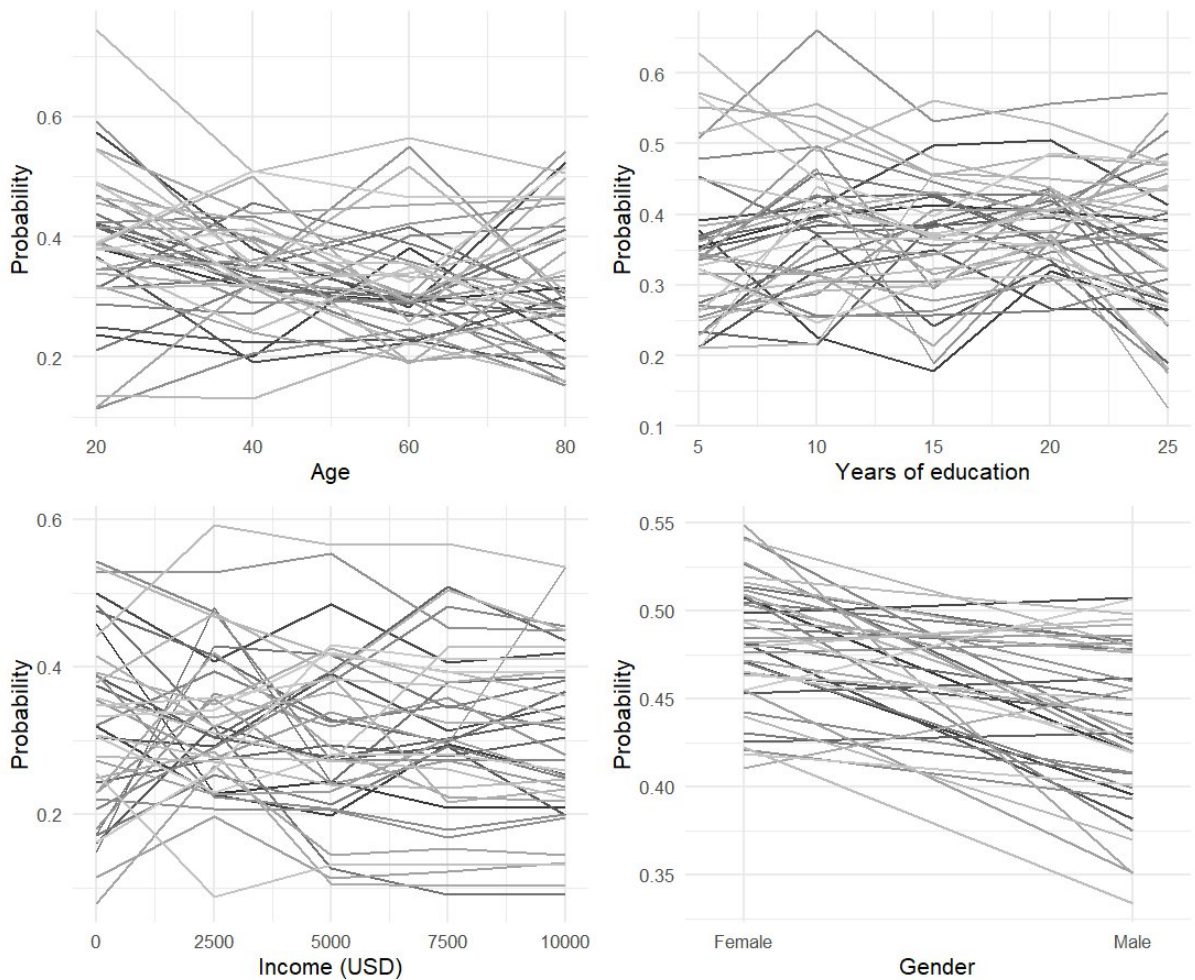 Probability
0.6
0.4
0.2
20 40 60 80
Age
Probability
0.6
0.5
0.4
0.3
0.2
0.1
5 10 15 20 25
Years of education
Probability
0.6
0.4
0.2
0 2500 5000 7500 10000
Income (USD)
Probability
0.55
0.50
0.45
0.40
0.35
Female Male
Gender